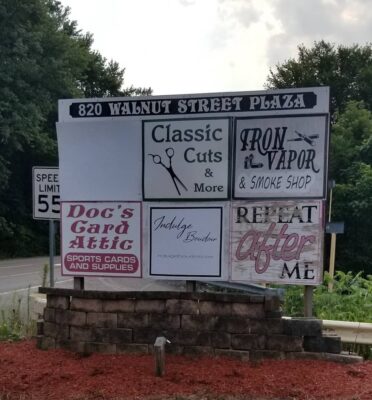 820 WALNUT STREET PLAZA
Classic
Cuts
&
More
IRON
VAPOR
& SMOKE SHOP
SPEED
LIMIT
55
Doc's
Card
Attic
SPORTS CARDS
AND SUPPLIES
Indulge
Boudoir
REPEAT
after
ME